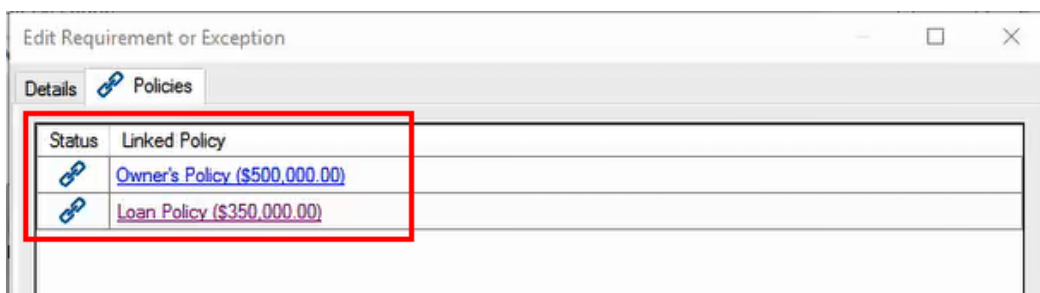 Edit Requirement or Exception
Details Policies
Status Linked Policy
Owner's Policy ($500,000.00)
Loan Policy ($350,000.00)